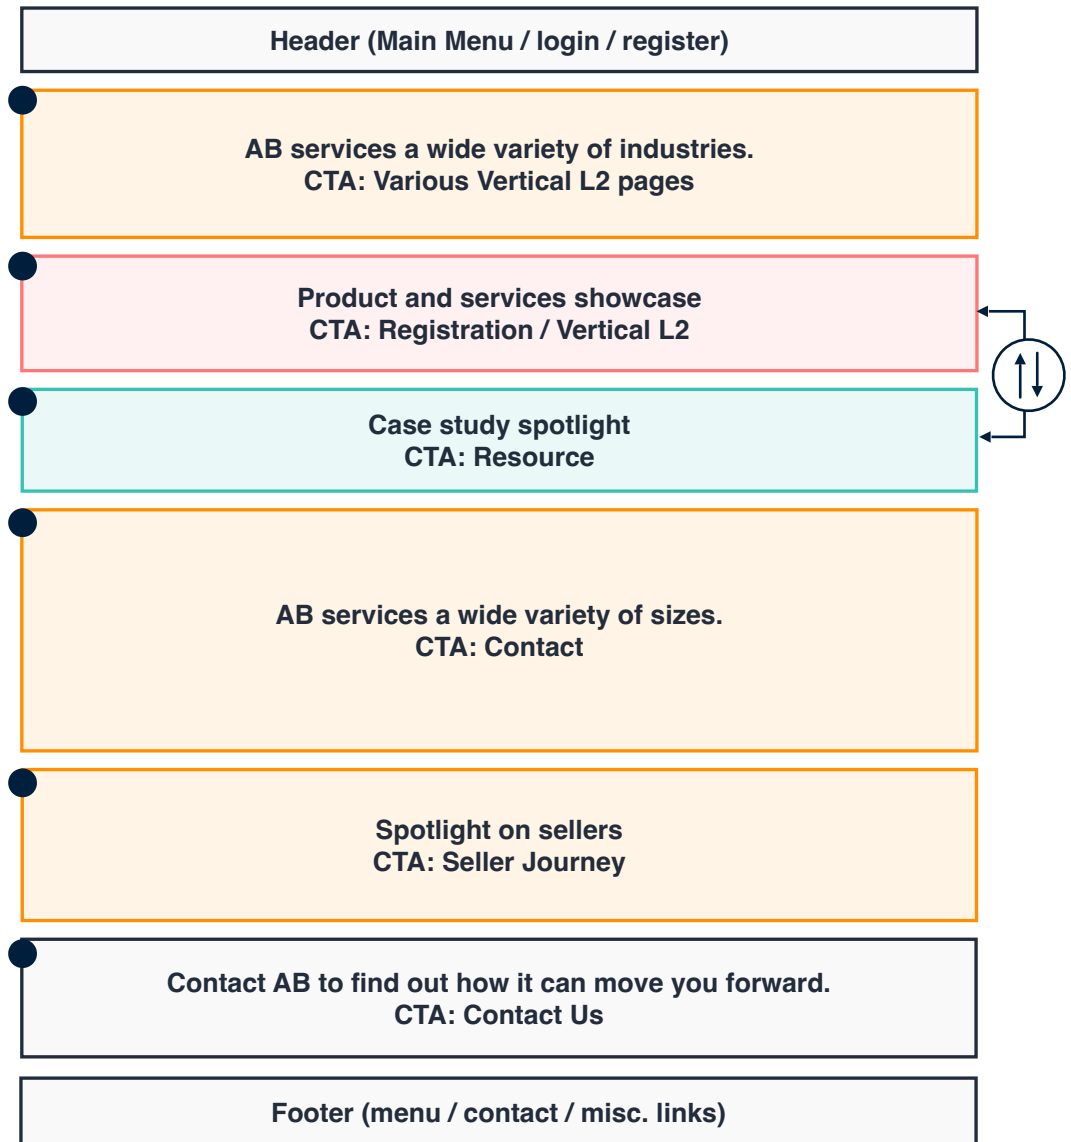 Header (Main Menu / login / register)
AB services a wide variety of industries.
CTA: Various Vertical L2 pages
Product and services showcase
CTA: Registration / Vertical L2
Case study spotlight
CTA: Resource
AB services a wide variety of sizes.
CTA: Contact
Spotlight on sellers
CTA: Seller Journey
Contact AB to find out how it can move you forward.
CTA: Contact Us
Footer (menu / contact / misc. links)